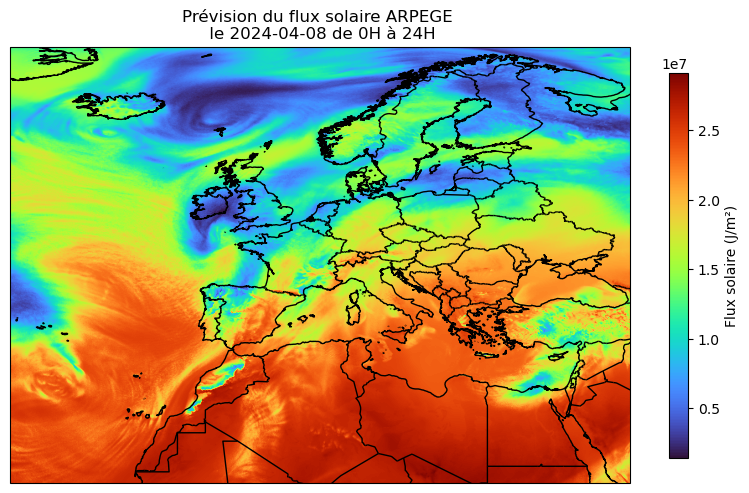 Prévision du flux solaire ARPEGE
le 2024-04-08 de 0H à 24H
1e7
2.5
2.0
1.5
1.0
0.5
Flux solaire (J/m²)